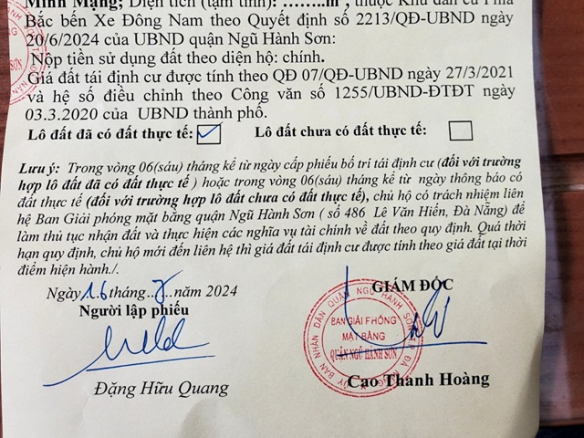 Minh Mạng; Diện tích (tạm tính): ........m², thuộc Khu dân cư Phía
Bắc bến Xe Đông Nam theo Quyết định số 2213/QĐ-UBND ngày
20/6/2024 của UBND quận Ngũ Hành Sơn:
Nộp tiền sử dụng đất theo diện hộ: chính.
Giá đất tái định cư được tính theo QĐ 07/QĐ-UBND ngày 27/3/2021
và hệ số điều chỉnh theo Công văn số 1255/UBND-ĐTĐT ngày
03.3.2020 của UBND thành phố.
Lô đất đã có đất thực tế: Lô đất chưa có đất thực tế:
Lưu ý: Trong vòng 06(sáu) tháng kể từ ngày cấp phiếu bố trí tái định cư (đối với trường
hợp lô đất đã có đất thực tế ) hoặc trong vòng 06(sáu) tháng kể từ ngày thông báo có
đất thực tế (đối với trường hợp lô đất chưa có đất thực tế), chủ hộ có trách nhiệm liên
hệ Ban Giải phóng mặt bằng quận Ngũ Hành Sơn ( số 486 Lê Văn Hiến, Đà Nẵng) để
làm thủ tục nhận đất và thực hiện các nghĩa vụ tài chính về đất theo quy định. Quá thời
hạn quy định, chủ hộ mới đến liên hệ thì giá đất tái định cư được tính theo giá đất tại thời
điểm hiện hành./.
Ngày 16 tháng 8 năm 2024
Người lập phiếu GIÁM ĐỐC
BAN GIẢI PHÓNG
MẶT BẰNG
QUẬN NGŨ HÀNH SƠN
Đặng Hữu Quang Cao Thanh Hoàng